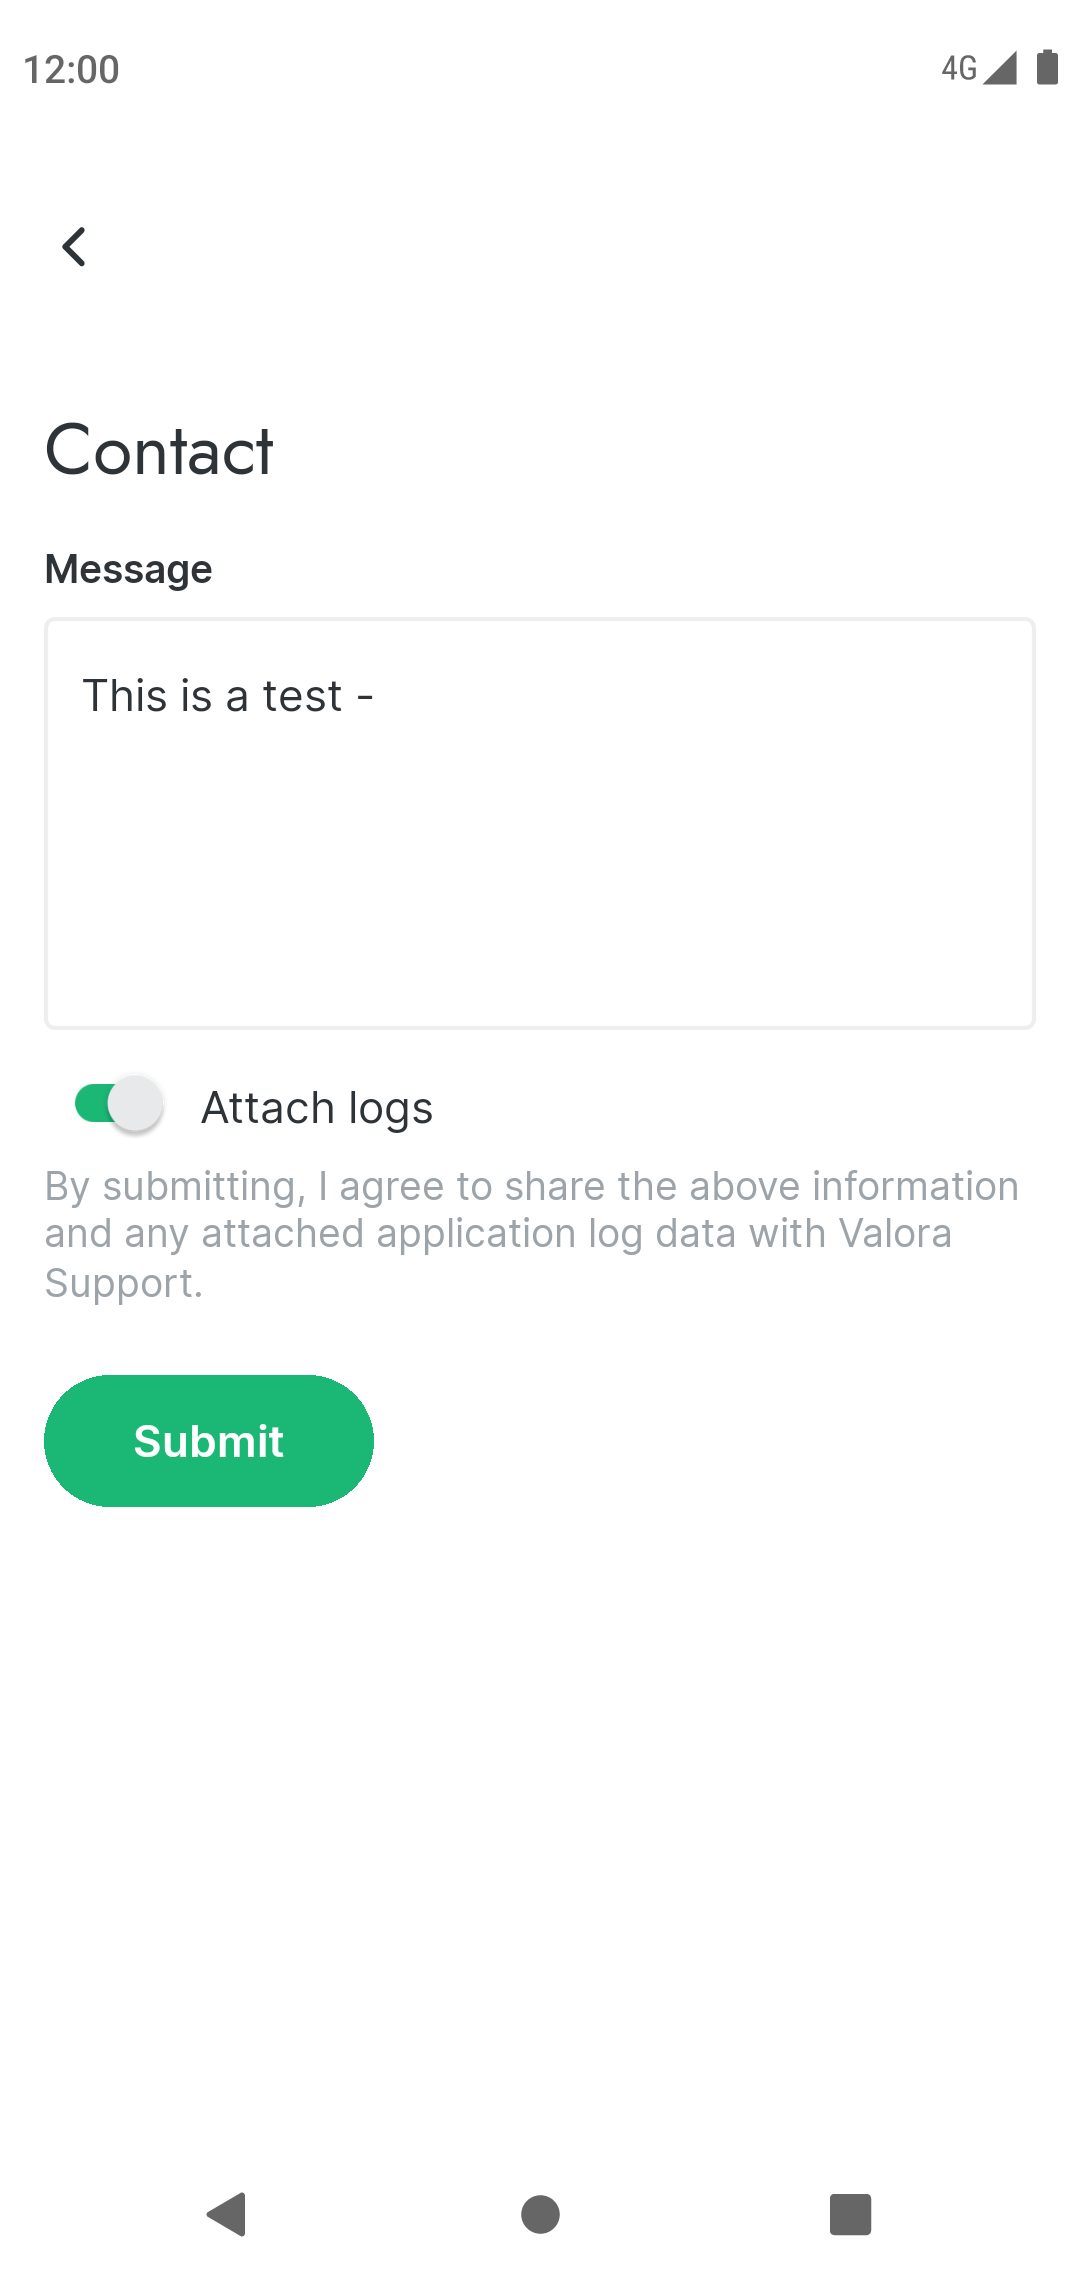 12:00
4G
Contact
Message
This is a test -
Attach logs
By submitting, I agree to share the above information
and any attached application log data with Valora
Support.
Submit